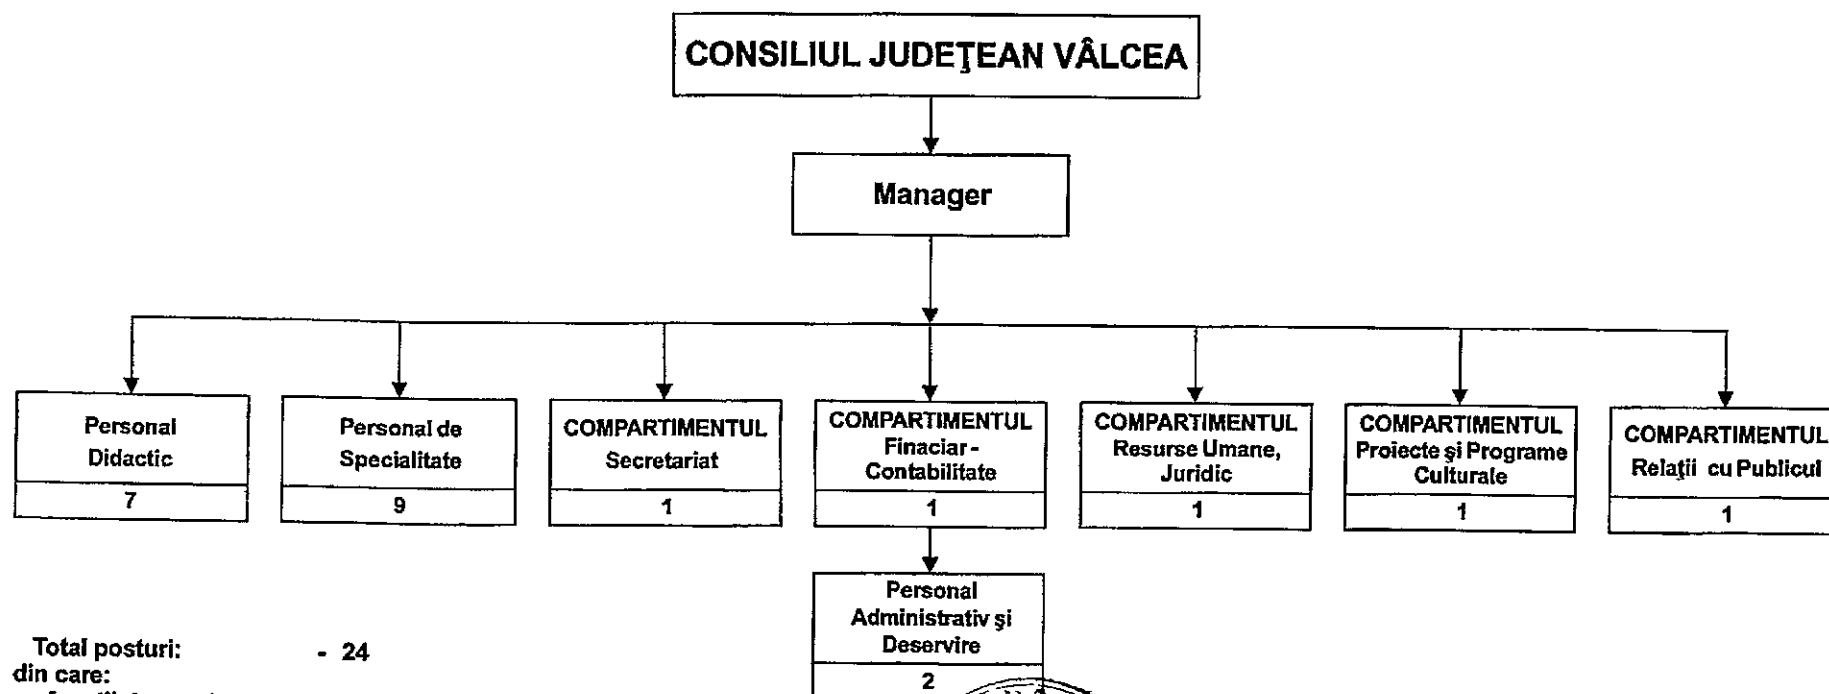 CONSILIUL JUDEŢEAN VÂLCEA
Manager
Personal
Didactic
7
Personal de
Specialitate
9
COMPARTIMENTUL
Secretariat
1
COMPARTIMENTUL
Finaciar -
Contabilitate
1
COMPARTIMENTUL
Resurse Umane,
Juridic
1
COMPARTIMENTUL
Proiecte şi Programe
Culturale
1
COMPARTIMENTUL
Relaţii cu Publicul
1
Personal
Administrativ şi
Deservire
2
Total posturi: - 24
din care: